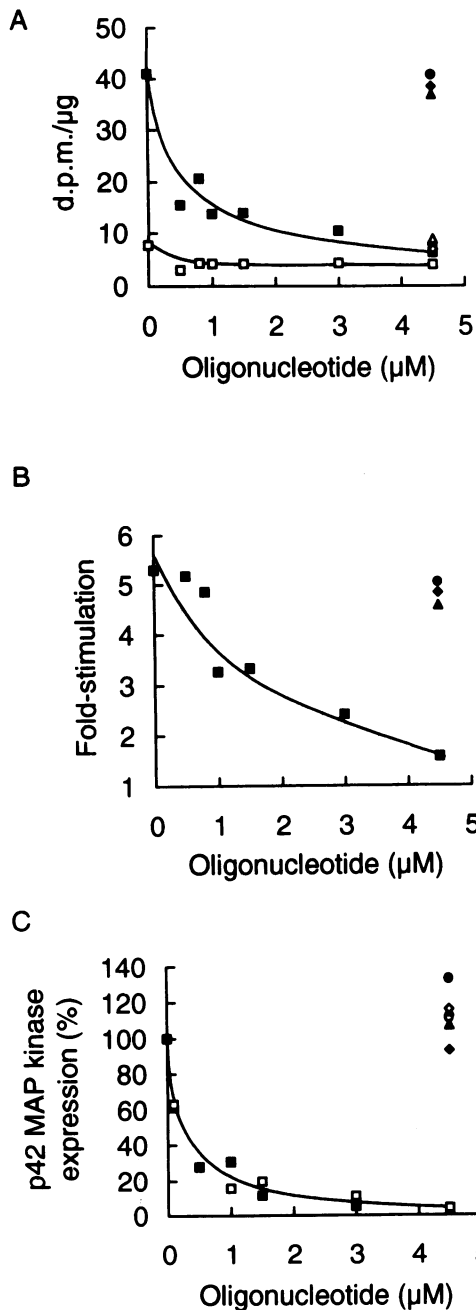 A
d.p.m./µg
50
40
30
20
10
0
0 1 2 3 4 5
Oligonucleotide (µM)
B
Fold-stimulation
6
5
4
3
2
1
0 1 2 3 4 5
Oligonucleotide (µM)
C
p42 MAP kinase
expression (%)
140
120
100
80
60
40
20
0
0 1 2 3 4
Oligonucleotide (µM)